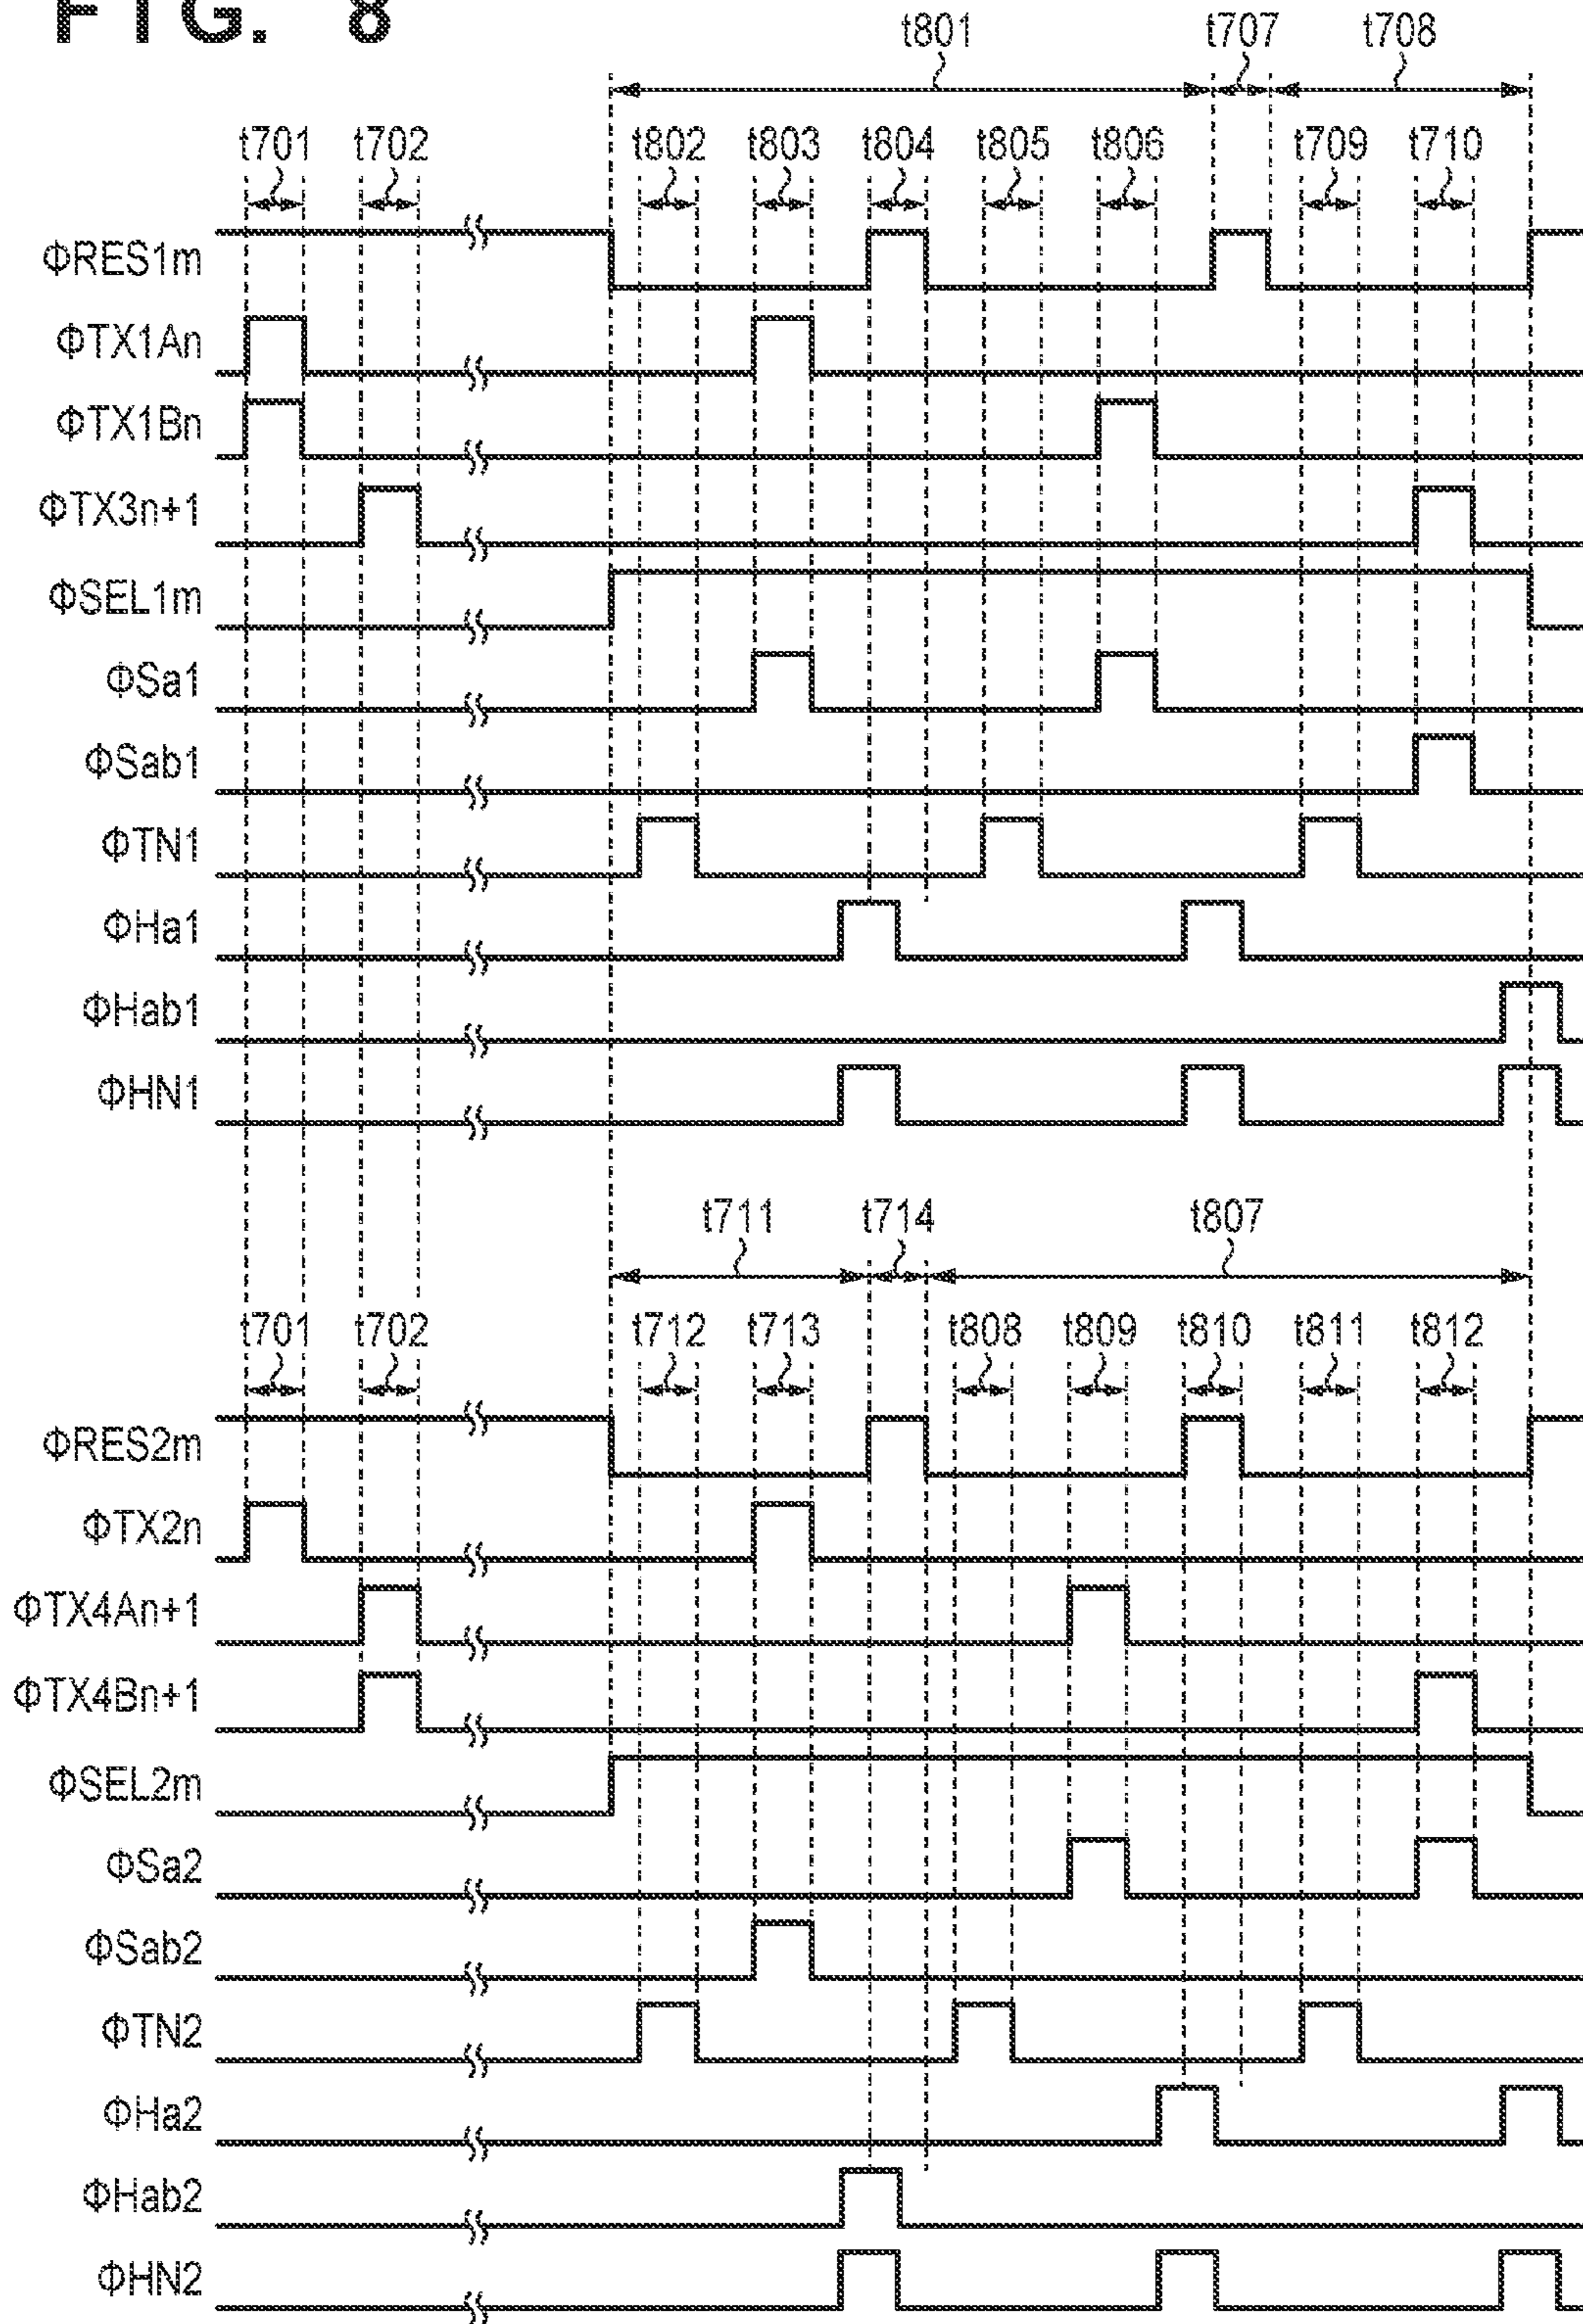 FIG. 8
t801 t707 t708
t701 t702 t802 t803 t804 t805 t806 t709 t710
ΦRES1m
ΦTX1An
ΦTX1Bn
ΦTX3n+1
ΦSEL1m
ΦSa1
ΦSab1
ΦTN1
ΦHa1
ΦHab1
ΦHN1
t711 t714 t807
t701 t702 t712 t713 t808 t809 t810 t811 t812
ΦRES2m
ΦTX2n
ΦTX4An+1
ΦTX4Bn+1
ΦSEL2m
ΦSa2
ΦSab2
ΦTN2
ΦHa2
ΦHab2
ΦHN2